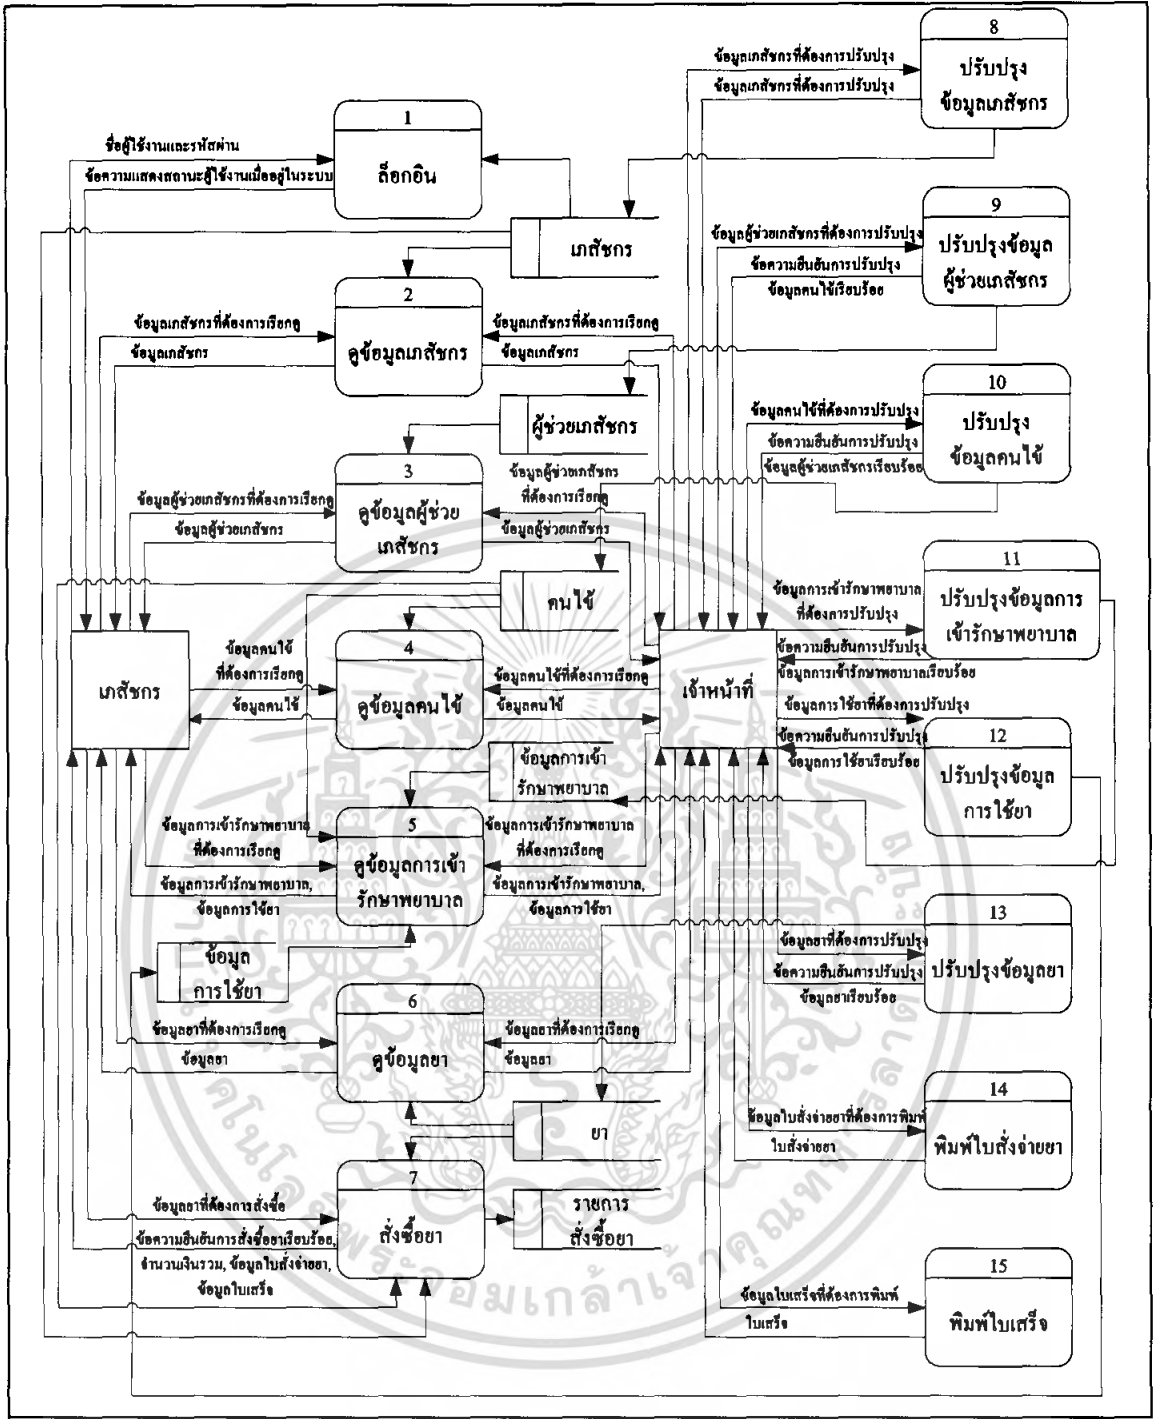 8
ปรับปรุง
ข้อมูลเภสัชกร
ข้อมูลเภสัชกรที่ต้องการปรับปรุง
ข้อมูลเภสัชกรที่ต้องการปรับปรุง
1
ล็อกอิน
ชื่อผู้ใช้งานและรหัสผ่าน
ข้อความแสดงสถานะผู้ใช้งานเมื่ออยู่ในระบบ
เภสัชกร
9
ปรับปรุงข้อมูล
ผู้ช่วยเภสัชกร
ข้อมูลผู้ช่วยเภสัชกรที่ต้องการปรับปรุง
ข้อความยืนยันการปรับปรุง
ข้อมูลคนไข้เรียบร้อย
2
ดูข้อมูลเภสัชกร
ข้อมูลเภสัชกรที่ต้องการเรียกดู
ข้อมูลเภสัชกร
ข้อมูลเภสัชกรที่ต้องการเรียกดู
ข้อมูลเภสัชกร
10
ปรับปรุง
ข้อมูลคนไข้
ข้อมูลคนไข้ที่ต้องการปรับปรุง
ข้อความยืนยันการปรับปรุง
ข้อมูลผู้ช่วยเภสัชกรเรียบร้อย
ผู้ช่วยเภสัชกร
3
ดูข้อมูลผู้ช่วย
เภสัชกร
ข้อมูลผู้ช่วยเภสัชกรที่ต้องการเรียกดู
ข้อมูลผู้ช่วยเภสัชกร
ข้อมูลผู้ช่วยเภสัชกร
ที่ต้องการเรียกดู
ข้อมูลผู้ช่วยเภสัชกร
11
ปรับปรุงข้อมูลการ
เข้ารักษาพยาบาล
ข้อมูลการเข้ารักษาพยาบาล
ที่ต้องการปรับปรุง
ข้อความยืนยันการปรับปรุง
ข้อมูลการเข้ารักษาพยาบาลเรียบร้อย
คนไข้
เภสัชกร
ข้อมูลคนไข้
ที่ต้องการเรียกดู
ข้อมูลคนไข้
4
ดูข้อมูลคนไข้
ข้อมูลคนไข้ที่ต้องการเรียกดู
ข้อมูลคนไข้
เจ้าหน้าที่
ข้อมูลการใช้ยาที่ต้องการปรับปรุง
ข้อความยืนยันการปรับปรุง
ข้อมูลการใช้ยาเรียบร้อย
12
ปรับปรุงข้อมูล
การใช้ยา
ข้อมูลการเข้า
รักษาพยาบาล
5
ดูข้อมูลการเข้า
รักษาพยาบาล
ข้อมูลการเข้ารักษาพยาบาล
ที่ต้องการเรียกดู
ข้อมูลการเข้ารักษาพยาบาล,
ข้อมูลการใช้ยา
ข้อมูลการเข้ารักษาพยาบาล
ที่ต้องการเรียกดู
ข้อมูลการเข้ารักษาพยาบาล,
ข้อมูลการใช้ยา
13
ปรับปรุงข้อมูลยา
ข้อมูลยาที่ต้องการปรับปรุง
ข้อความยืนยันการปรับปรุง
ข้อมูลยาเรียบร้อย
ข้อมูล
การใช้ยา
6
ดูข้อมูลยา
ข้อมูลยาที่ต้องการเรียกดู
ข้อมูลยา
ข้อมูลยาที่ต้องการเรียกดู
ข้อมูลยา
14
พิมพ์ใบสั่งจ่ายยา
ข้อมูลใบสั่งจ่ายยาที่ต้องการพิมพ์
ใบสั่งจ่ายยา
ยา
7
สั่งซื้อยา
รายการ
สั่งซื้อยา
ข้อมูลยาที่ต้องการสั่งซื้อ
ข้อความยืนยันการสั่งซื้อยาเรียบร้อย,
จำนวนเงินรวม, ข้อมูลใบสั่งจ่ายยา,
ข้อมูลใบเสร็จ
15
พิมพ์ใบเสร็จ
ข้อมูลใบเสร็จที่ต้องการพิมพ์
ใบเสร็จ